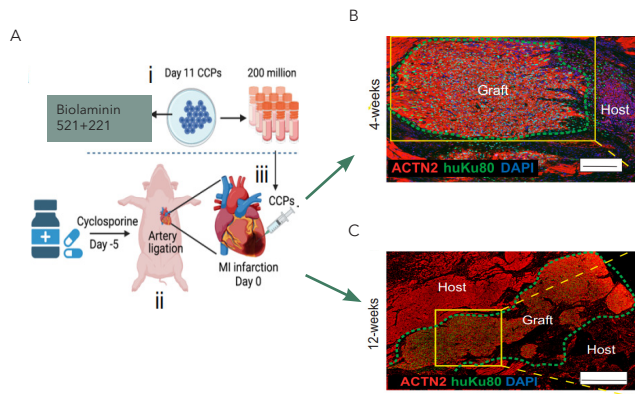 A
i
Day 11 CCPs
200 million
Biolaminin
521+221
iii
CCPs
Cyclosporine
Day -5
Artery
ligation
MI infarction
Day 0
ii
B
4-weeks
Graft
Host
ACTN2 huKu80 DAPI
C
12-weeks
Host
Graft
Host
ACTN2 huKu80 DAPI